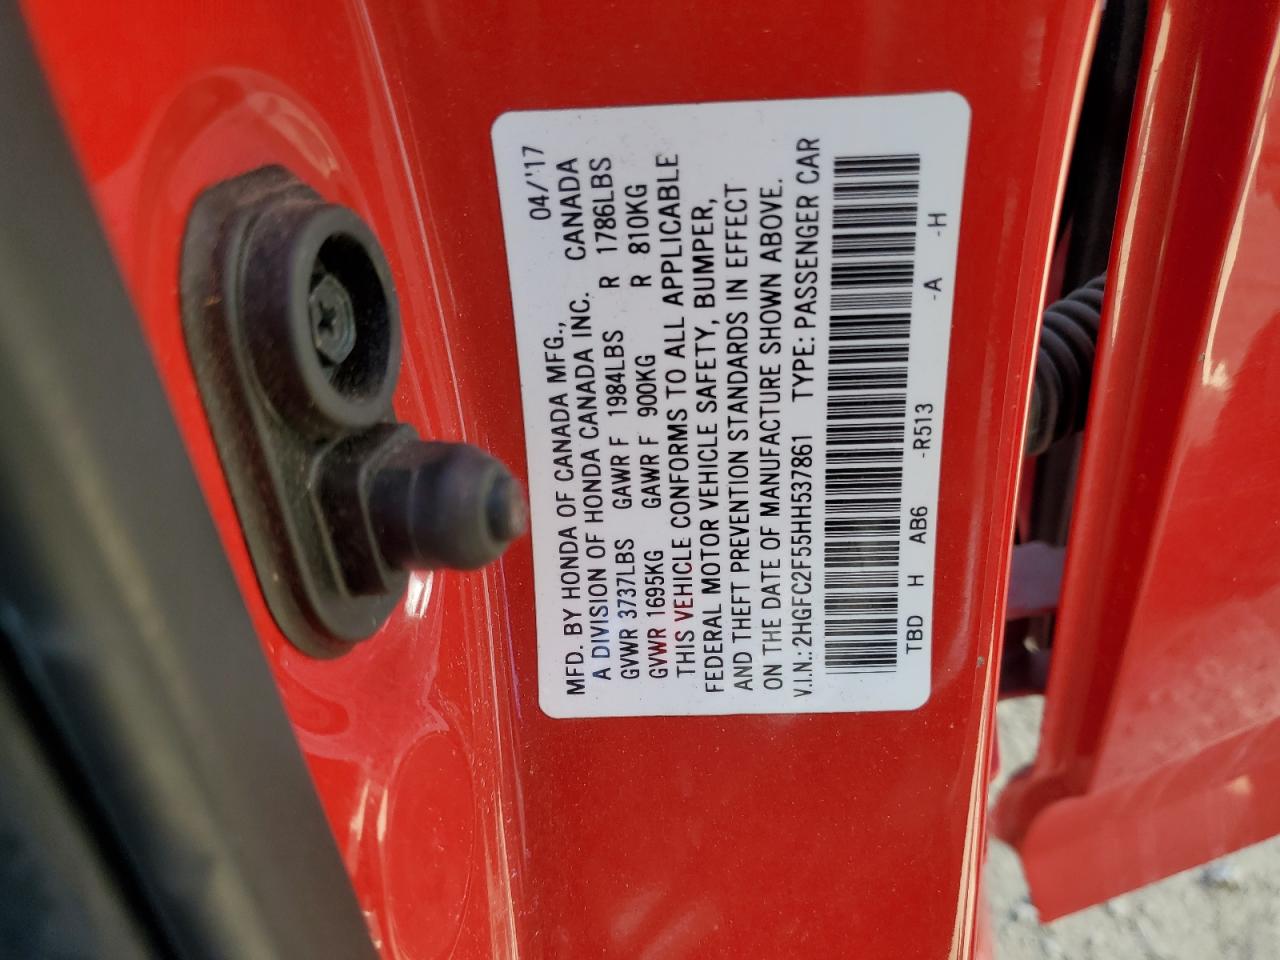 04/'17
MFD. BY HONDA OF CANADA MFG.,
A DIVISION OF HONDA CANADA INC. CANADA
GVWR 3737LBS GAWR F 1984LBS R 1786LBS
GVWR 1695KG GAWR F 900KG R 810KG
THIS VEHICLE CONFORMS TO ALL APPLICABLE
FEDERAL MOTOR VEHICLE SAFETY, BUMPER,
AND THEFT PREVENTION STANDARDS IN EFFECT
ON THE DATE OF MANUFACTURE SHOWN ABOVE.
V.I.N.: 2HGFC2F55HH537861 TYPE: PASSENGER CAR
TBD H AB6 -R513 -A -H